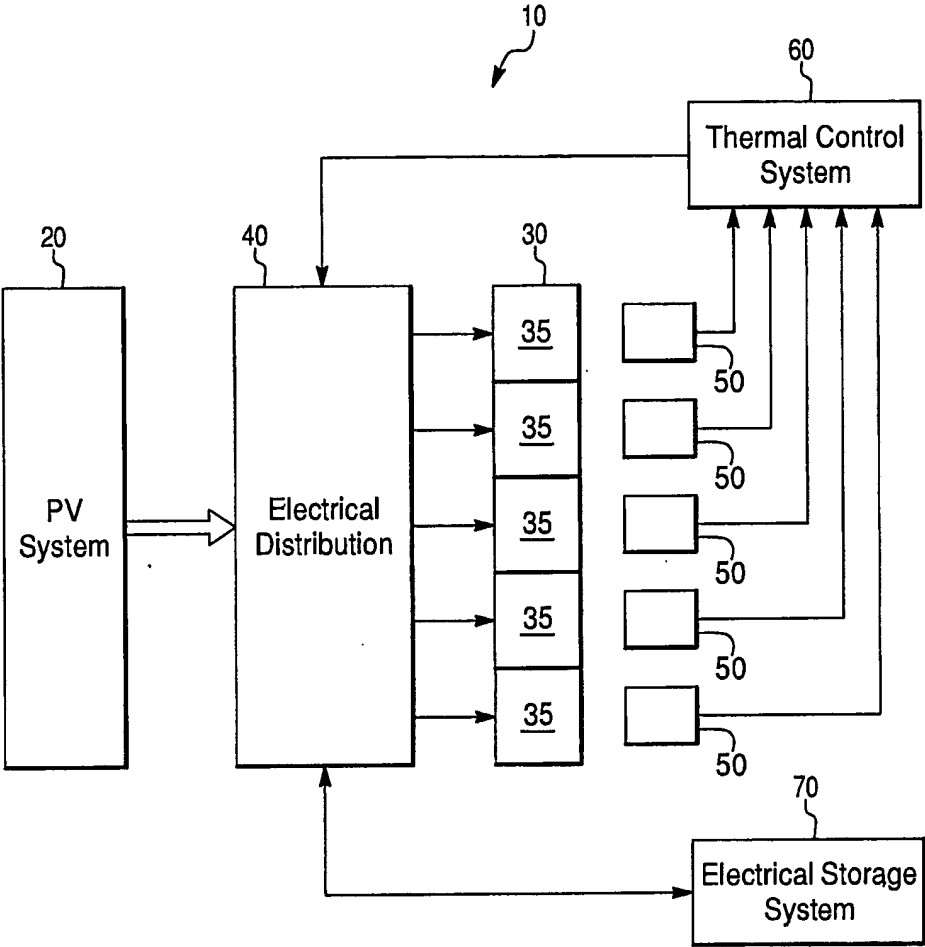 10
60
Thermal Control
System
20
40
30
35
50
35
50
PV
System
Electrical
Distribution
35
50
35
50
35
50
70
Electrical Storage
System